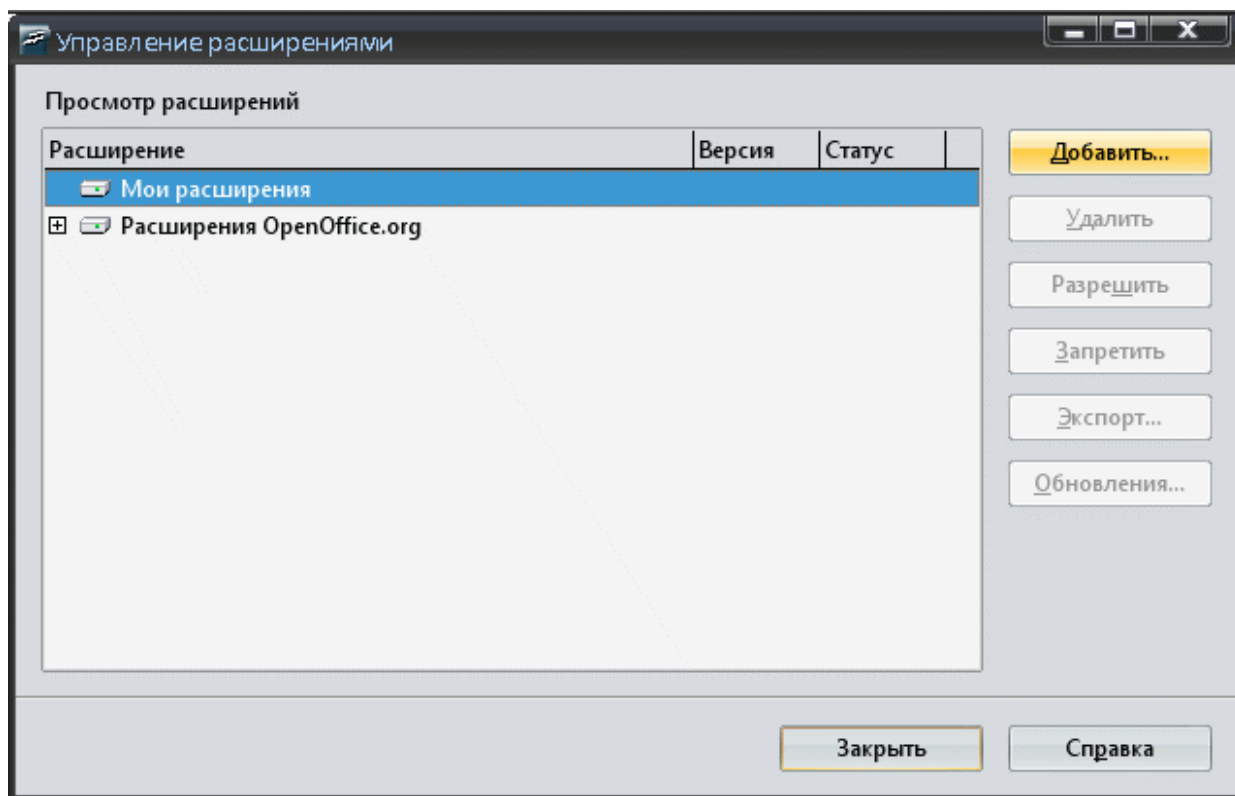 Управление расширениями
Просмотр расширений
Расширение Версия Статус
Мои расширения
Расширения OpenOffice.org
Добавить...
Удалить
Разрешить
Запретить
Экспорт...
Обновления...
Закрыть Справка